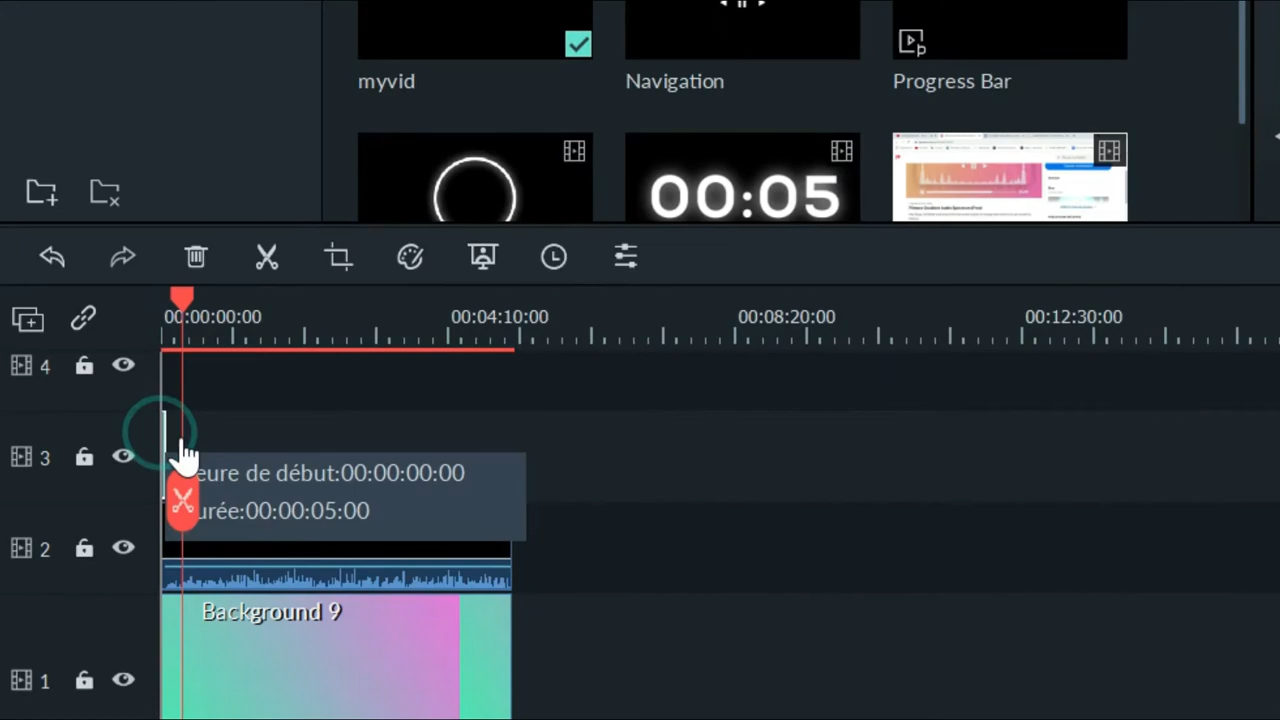 myvid
Navigation
Progress Bar
00:05
00:00:00:00
00:04:10:00
00:08:20:00
00:12:30:00
4
3
eure de début:00:00:00:00
urée:00:00:05:00
2
Background 9
1